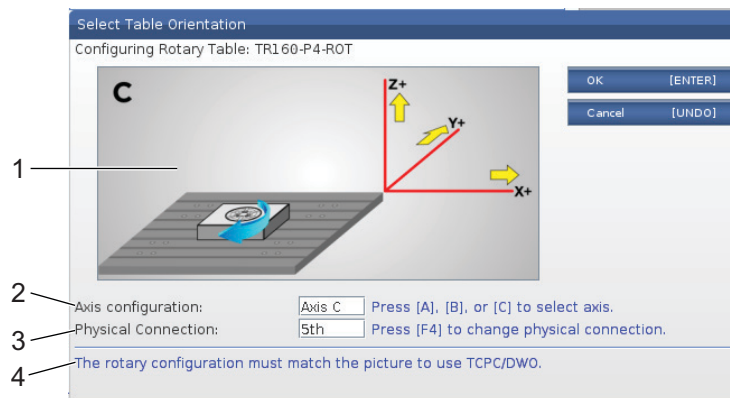 Select Table Orientation
Configuring Rotary Table: TR160-P4-ROT
OK [ENTER]
Cancel [UNDO]
C
Z+
Y+
X+
1
2
Axis configuration: Axis C Press [A], [B], or [C] to select axis.
3
Physical Connection: 5th Press [F4] to change physical connection.
4
The rotary configuration must match the picture to use TCPC/DWO.